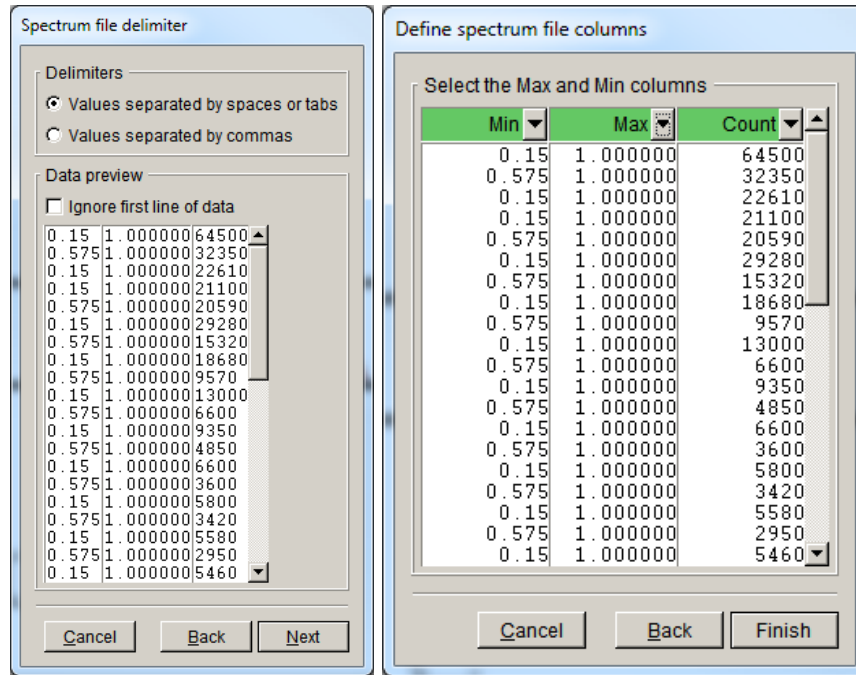 Spectrum file delimiter
Delimiters
Values separated by spaces or tabs
Values separated by commas
Data preview
Ignore first line of data
0.15 1.000000 64500
0.575 1.000000 32350
0.15 1.000000 22610
0.15 1.000000 21100
0.575 1.000000 20590
0.15 1.000000 29280
0.575 1.000000 15320
0.15 1.000000 18680
0.575 1.000000 9570
0.15 1.000000 13000
0.575 1.000000 6600
0.15 1.000000 9350
0.575 1.000000 4850
0.15 1.000000 6600
0.575 1.000000 3600
0.15 1.000000 5800
0.575 1.000000 3420
0.15 1.000000 5580
0.575 1.000000 2950
0.15 1.000000 5460
Cancel Back Next
Define spectrum file columns
Select the Max and Min columns
Min Max Count
0.15 1.000000 64500
0.575 1.000000 32350
0.15 1.000000 22610
0.15 1.000000 21100
0.575 1.000000 20590
0.15 1.000000 29280
0.575 1.000000 15320
0.15 1.000000 18680
0.575 1.000000 9570
0.15 1.000000 13000
0.575 1.000000 6600
0.15 1.000000 9350
0.575 1.000000 4850
0.15 1.000000 6600
0.575 1.000000 3600
0.15 1.000000 5800
0.575 1.000000 3420
0.15 1.000000 5580
0.575 1.000000 2950
0.15 1.000000 5460
Cancel Back Finish